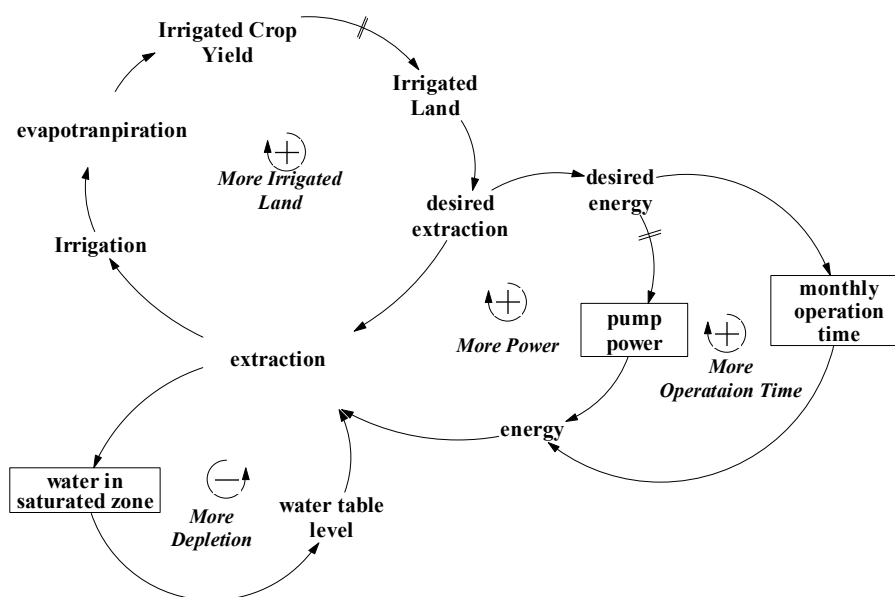 Irrigated Crop
Yield
Irrigated
Land
evapotranpiration
More Irrigated
Land
desired
energy
desired
extraction
Irrigation
monthly
operation
time
pump
power
More Power
More
Operataion Time
extraction
energy
water in
saturated zone
water table
level
More
Depletion